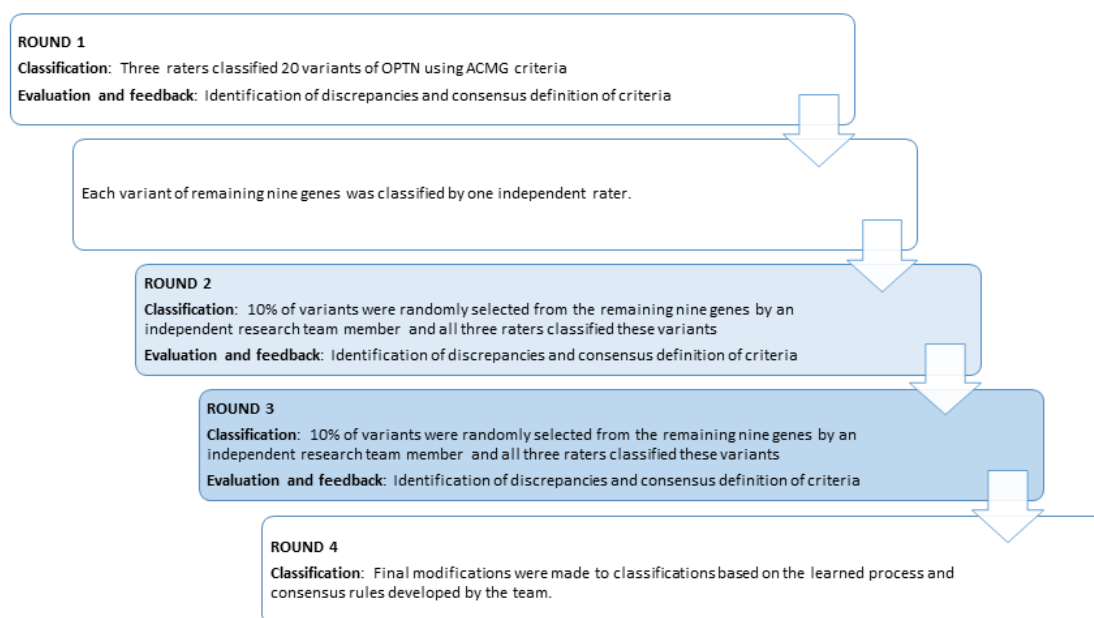 ROUND 1
Classification: Three raters classified 20 variants of OPTN using ACMG criteria
Evaluation and feedback: Identification of discrepancies and consensus definition of criteria
Each variant of remaining nine genes was classified by one independent rater.
ROUND 2
Classification: 10% of variants were randomly selected from the remaining nine genes by an
independent research team member and all three raters classified these variants
Evaluation and feedback: Identification of discrepancies and consensus definition of criteria
ROUND 3
Classification: 10% of variants were randomly selected from the remaining nine genes by an
independent research team member and all three raters classified these variants
Evaluation and feedback: Identification of discrepancies and consensus definition of criteria
ROUND 4
Classification: Final modifications were made to classifications based on the learned process and
consensus rules developed by the team.